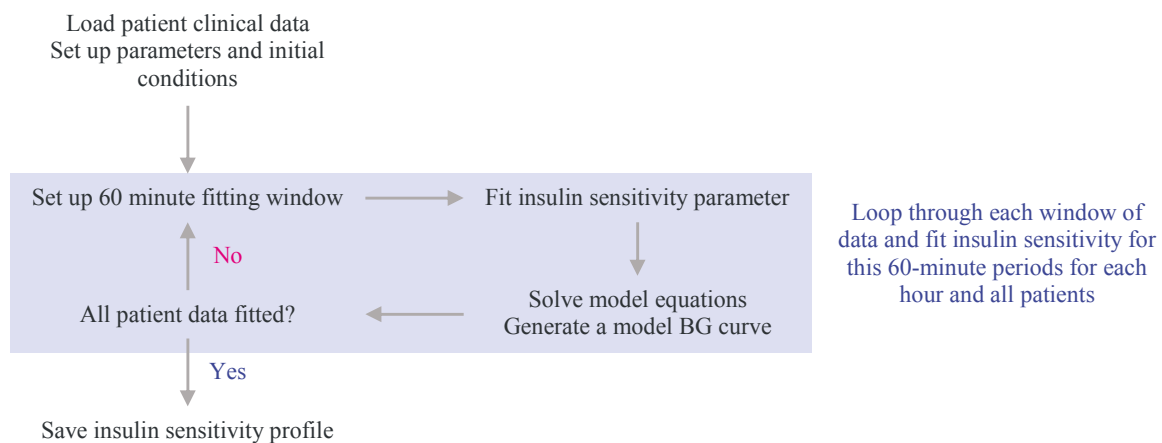 Load patient clinical data
Set up parameters and initial
conditions
Set up 60 minute fitting window
Fit insulin sensitivity parameter
Loop through each window of
data and fit insulin sensitivity for
this 60-minute periods for each
hour and all patients
No
Solve model equations
Generate a model BG curve
All patient data fitted?
Yes
Save insulin sensitivity profile